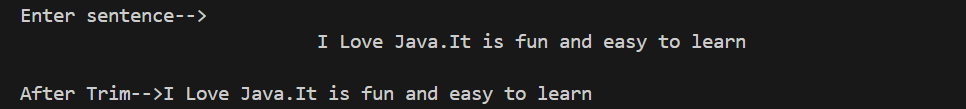 Enter sentence-->
I Love Java.It is fun and easy to learn
After Trim-->I Love Java.It is fun and easy to learn